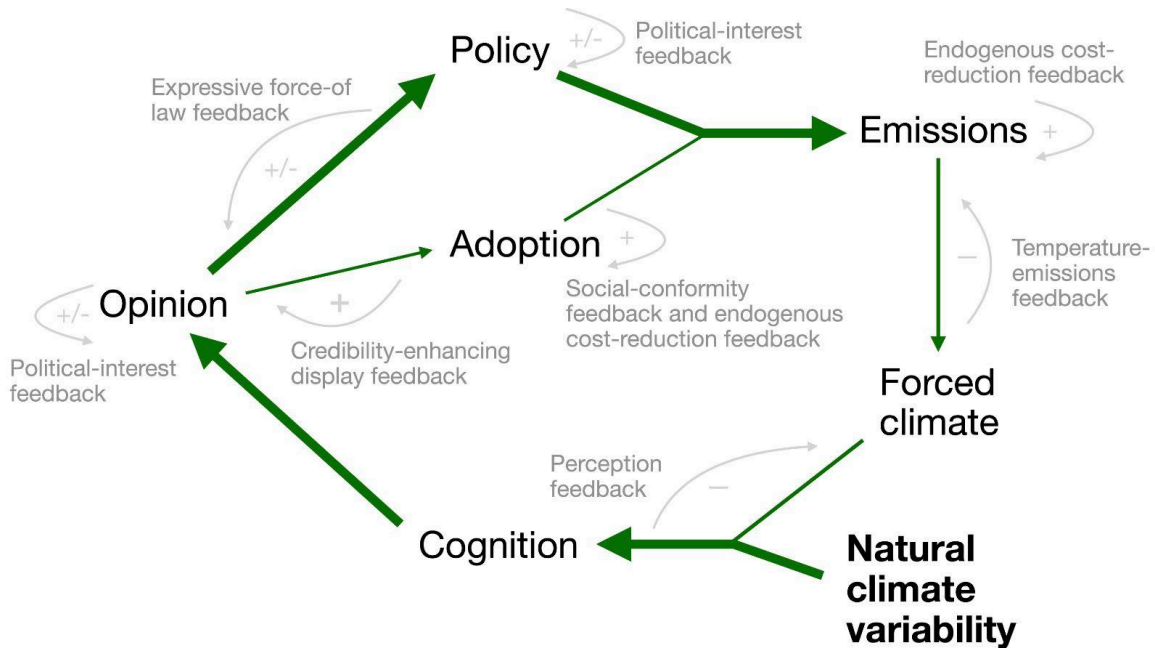 Policy
+/-
Political-interest
feedback
Endogenous cost-
reduction feedback
Expressive force-of
law feedback
Emissions
+
+/-
Adoption
+
Temperature-
emissions
feedback
−
Opinion
+/-
+
Social-conformity
feedback and endogenous
cost-reduction feedback
Credibility-enhancing
display feedback
Political-interest
feedback
Forced
climate
Perception
feedback
−
Cognition
Natural
climate
variability